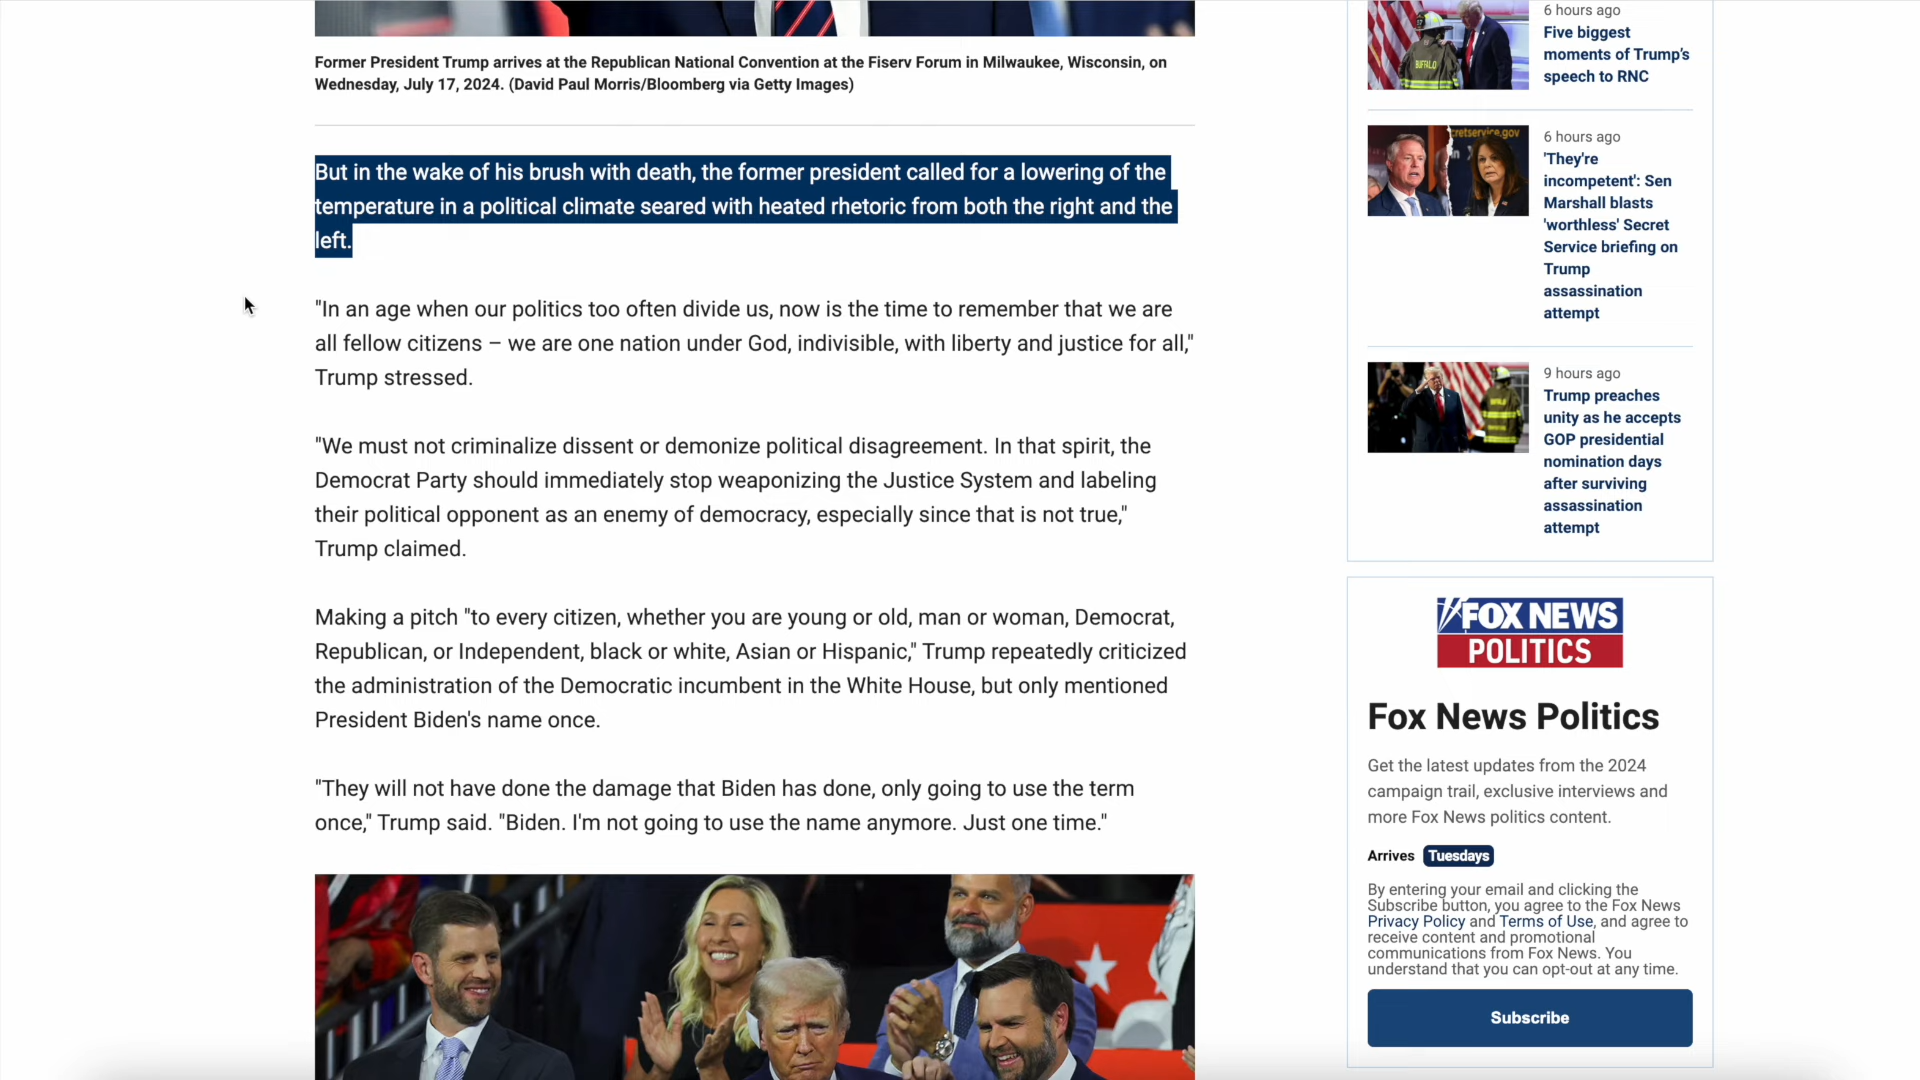 Former President Trump arrives at the Republican National Convention at the Fiserv Forum in Milwaukee, Wisconsin, on
Wednesday, July 17, 2024. (David Paul Morris/Bloomberg via Getty Images)
But in the wake of his brush with death, the former president called for a lowering of the
temperature in a political climate seared with heated rhetoric from both the right and the
left.
"In an age when our politics too often divide us, now is the time to remember that we are
all fellow citizens – we are one nation under God, indivisible, with liberty and justice for all,"
Trump stressed.
"We must not criminalize dissent or demonize political disagreement. In that spirit, the
Democrat Party should immediately stop weaponizing the Justice System and labeling
their political opponent as an enemy of democracy, especially since that is not true,"
Trump claimed.
Making a pitch "to every citizen, whether you are young or old, man or woman, Democrat,
Republican, or Independent, black or white, Asian or Hispanic," Trump repeatedly criticized
the administration of the Democratic incumbent in the White House, but only mentioned
President Biden's name once.
"They will not have done the damage that Biden has done, only going to use the term
once," Trump said. "Biden. I'm not going to use the name anymore. Just one time."
6 hours ago
Five biggest
moments of Trump's
speech to RNC
BUFFALO
6 hours ago
'They're
incompetent': Sen
Marshall blasts
'worthless' Secret
Service briefing on
Trump
assassination
attempt
cretservice.gov
9 hours ago
Trump preaches
unity as he accepts
GOP presidential
nomination days
after surviving
assassination
attempt
FOX NEWS
POLITICS
Fox News Politics
Get the latest updates from the 2024
campaign trail, exclusive interviews and
more Fox News politics content.
Arrives Tuesdays
By entering your email and clicking the
Subscribe button, you agree to the Fox News
Privacy Policy and Terms of Use, and agree to
receive content and promotional
communications from Fox News. You
understand that you can opt-out at any time.
Subscribe